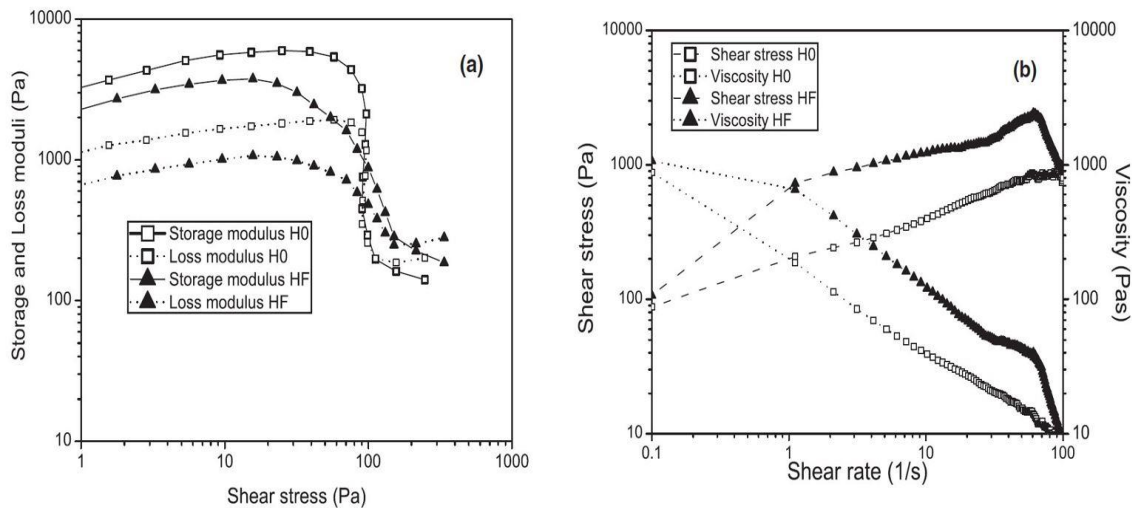 10000
1000
100
10
Storage and Loss moduli (Pa)
(a)
Storage modulus H0
Loss modulus H0
Storage modulus HF
Loss modulus HF
1
10
100
1000
Shear stress (Pa)
10000
1000
100
10
Shear stress (Pa)
Shear stress H0
Viscosity H0
Shear stress HF
Viscosity HF
(b)
10000
1000
100
10
Viscosity (Pas)
0.1
1
10
100
Shear rate (1/s)